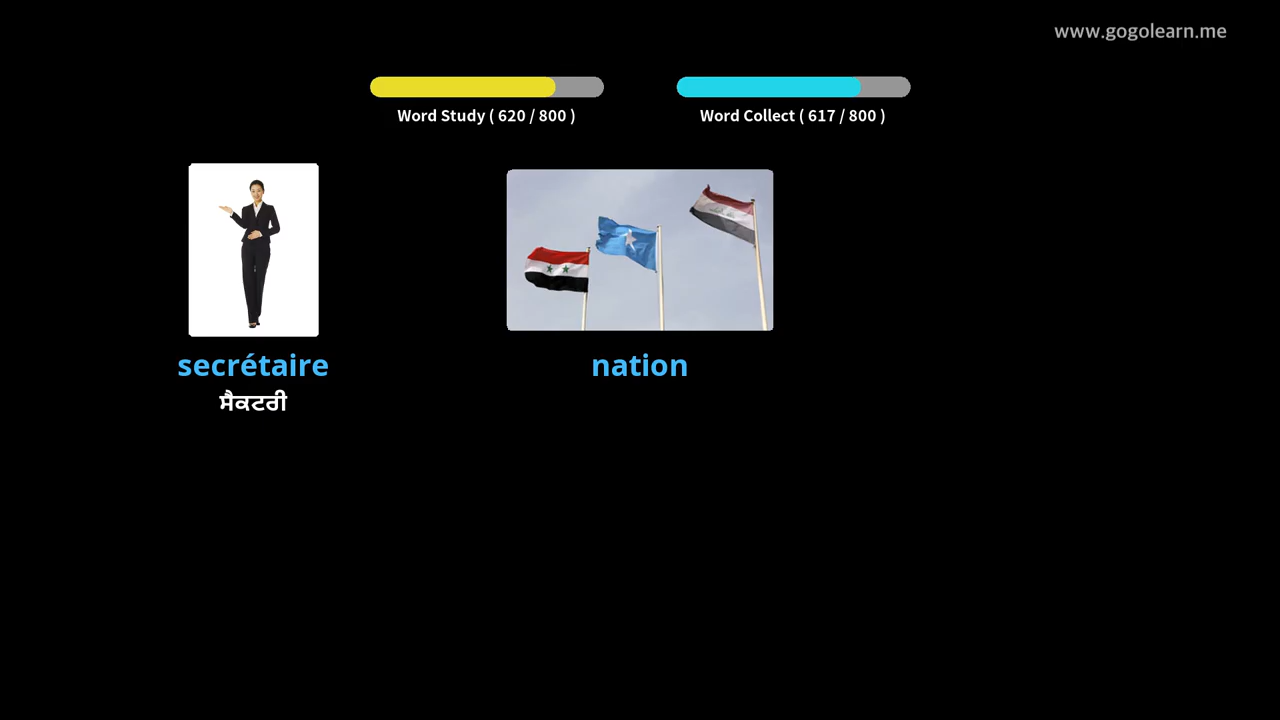 www.gogolearn.me
Word Study ( 620 / 800 )
Word Collect ( 617 / 800 )
secrétaire
ਸੈਕਟਰੀ
nation